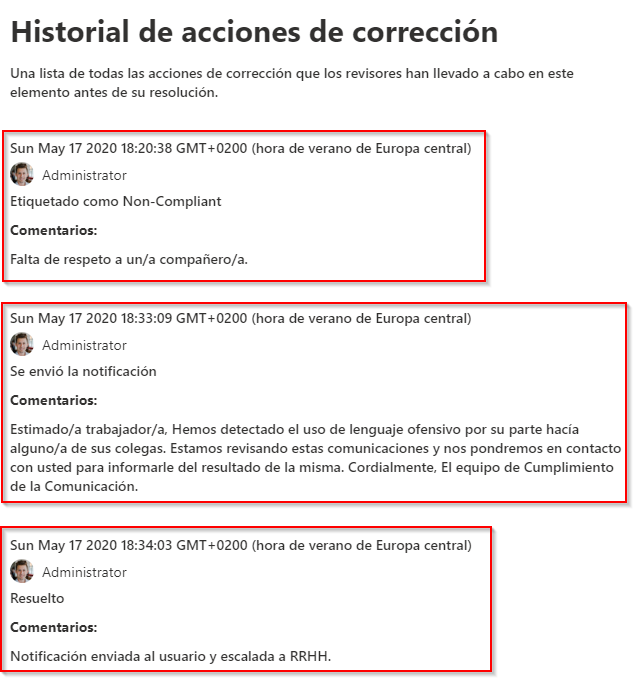 Historial de acciones de corrección
Una lista de todas las acciones de corrección que los revisores han llevado a cabo en este
elemento antes de su resolución.
Sun May 17 2020 18:20:38 GMT+0200 (hora de verano de Europa central)
Administrator
Etiquetado como Non-Compliant
Comentarios:
Falta de respeto a un/a compañero/a.
Sun May 17 2020 18:33:09 GMT+0200 (hora de verano de Europa central)
Administrator
Se envió la notificación
Comentarios:
Estimado/a trabajador/a, Hemos detectado el uso de lenguaje ofensivo por su parte hacía
alguno/a de sus colegas. Estamos revisando estas comunicaciones y nos pondremos en contacto
con usted para informarle del resultado de la misma. Cordialmente, El equipo de Cumplimiento
de la Comunicación.
Sun May 17 2020 18:34:03 GMT+0200 (hora de verano de Europa central)
Administrator
Resuelto
Comentarios:
Notificación enviada al usuario y escalada a RRHH.